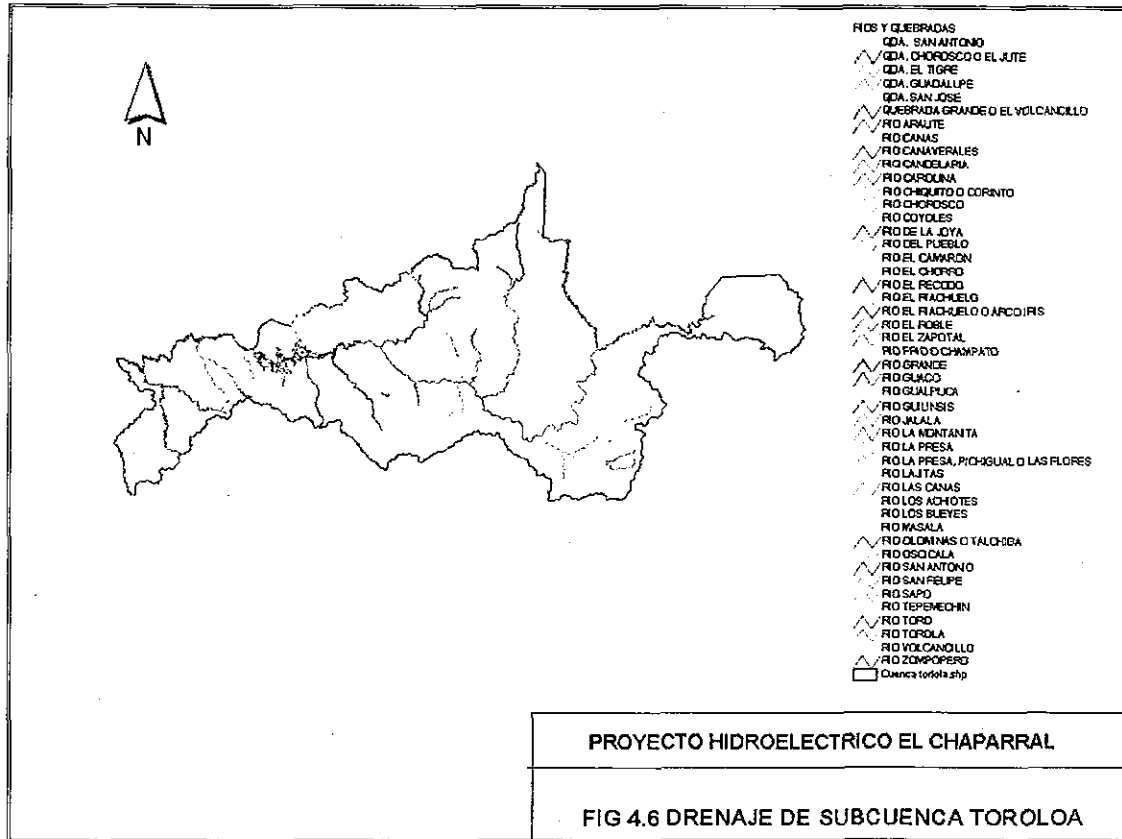 N
RIOS Y QUEBRADAS
QDA. SAN ANTONIO
QDA. CHOROSCO O EL JUTE
QDA. EL TIGRE
QDA. GUADALUPE
QDA. SAN JOSE
QUEBRADA GRANDE O EL VOLCANCILLO
RIO ARAUTE
RIO CANAS
RIO CANAVERALES
RIO CANDELARIA
RIO CAROLINA
RIO CHIQUITO O CORINTO
RIO CHOROSCO
RIO COYOLES
RIO DE LA JOYA
RIO DEL PUEBLO
RIO EL CAMARON
RIO EL CHORRO
RIO EL RECODO
RIO EL RIACHUELO
RIO EL RIACHUELO O ARCO IRIS
RIO EL ROBLE
RIO EL ZAPOTAL
RIO FRIO O CHAMPATO
RIO GRANDE
RIO GUACO
RIO GUALPUCA
RIO GUILINSIS
RIO JALALA
RIO LA MONTANITA
RIO LA PRESA
RIO LA PRESA, PICHIGUAL O LAS FLORES
RIO LAJITAS
RIO LAS CANAS
RIO LOS ACHIOTES
RIO LOS BUEYES
RIO MASALA
RIO OLOMINAS O TALCHIGA
RIO OSCICALA
RIO SAN ANTONIO
RIO SAN FELIPE
RIO SAPO
RIO TEPEMECHIN
RIO TORO
RIO TOROLA
RIO VOLCANCILLO
RIO ZOMPOPERO
Cuenca torola.shp
PROYECTO HIDROELECTRICO EL CHAPARRAL
FIG 4.6 DRENAJE DE SUBCUENCA TOROLOA